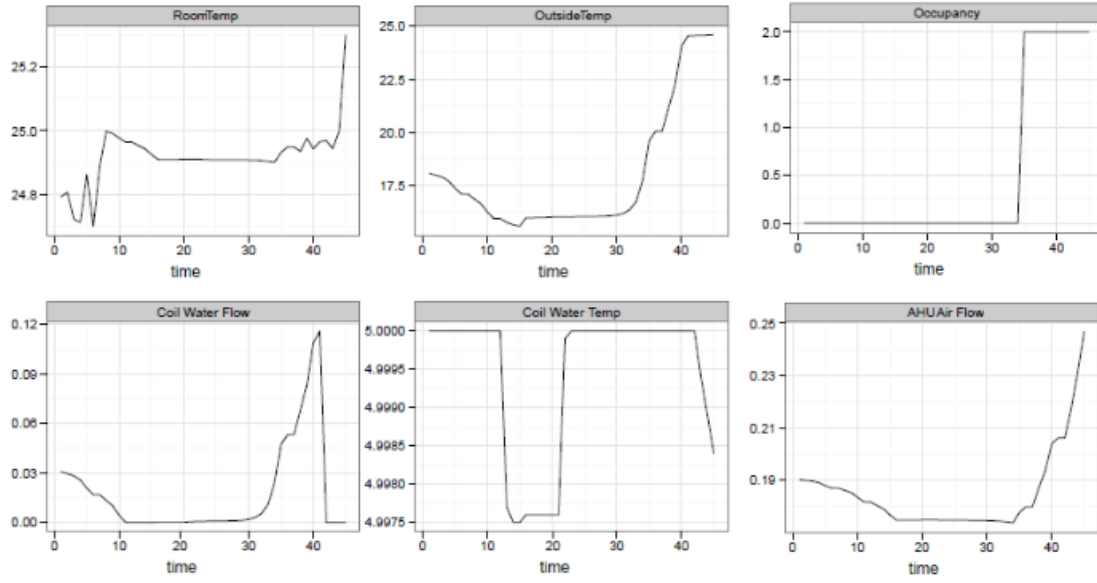 RoomTemp
25.2
25.0
24.8
0 10 20 30 40
time
OutsideTemp
25.0
22.5
20.0
17.5
0 10 20 30 40
time
Occupancy
2.0
1.5
1.0
0.5
0.0
0 10 20 30 40
time
Coil Water Flow
0.12
0.09
0.06
0.03
0.00
0 10 20 30 40
time
Coil Water Temp
5.0000
4.9995
4.9990
4.9985
4.9980
4.9975
0 10 20 30 40
time
AHUAir Flow
0.25
0.23
0.21
0.19
0 10 20 30 40
time